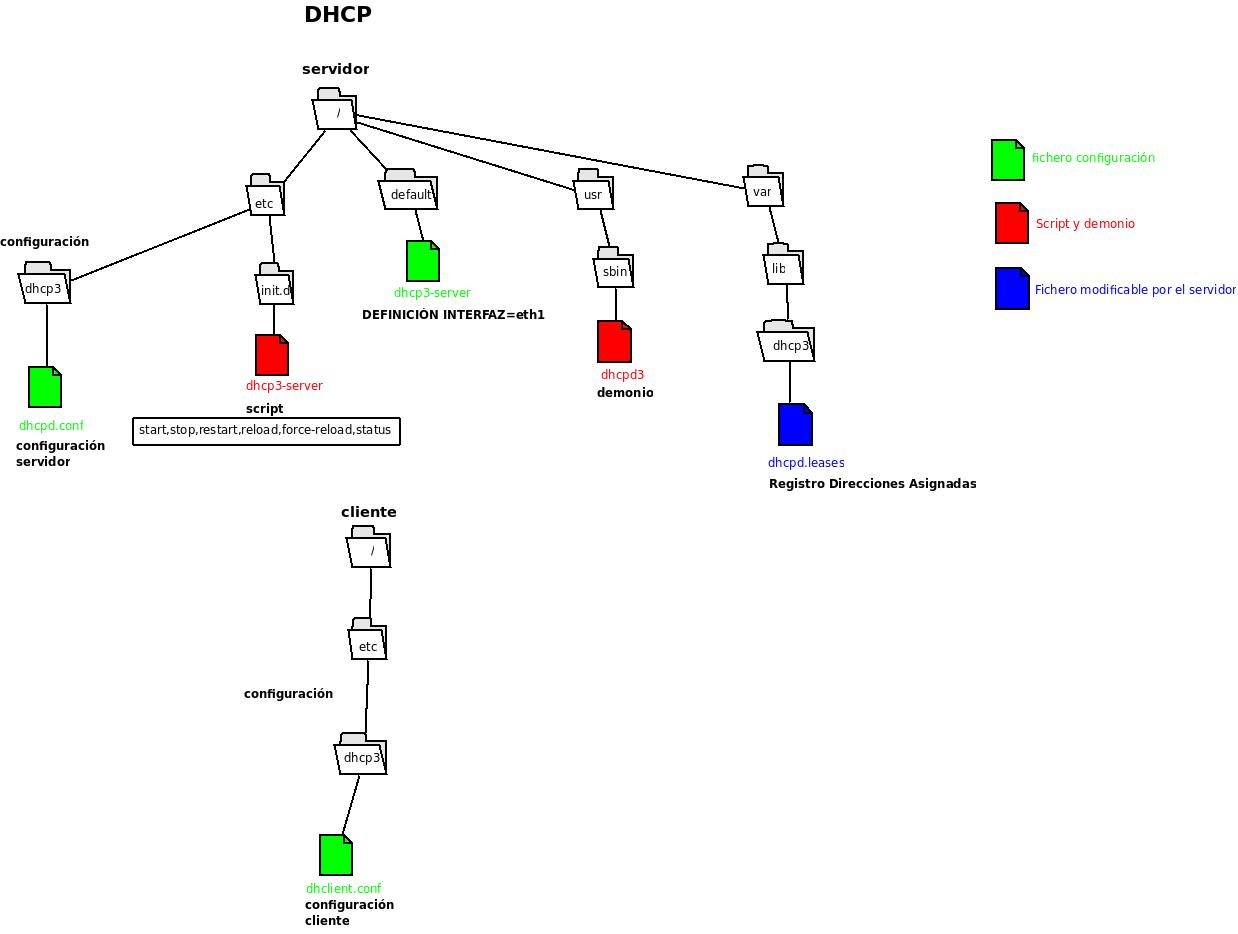 DHCP
servidor
/
etc
default
usr
var
fichero configuración
Script y demonio
Fichero modificable por el servidor
configuración
dhcp3
init.d
dhcp3-server
DEFINICIÓN INTERFAZ=eth1
sbin
lib
dhcp3
dhcpd.conf
configuración
servidor
dhcp3-server
script
start,stop,restart,reload,force-reload,status
dhcpd3
demonio
dhcpd.leases
Registro Direcciones Asignadas
cliente
/
etc
configuración
dhcp3
dhclient.conf
configuración
cliente